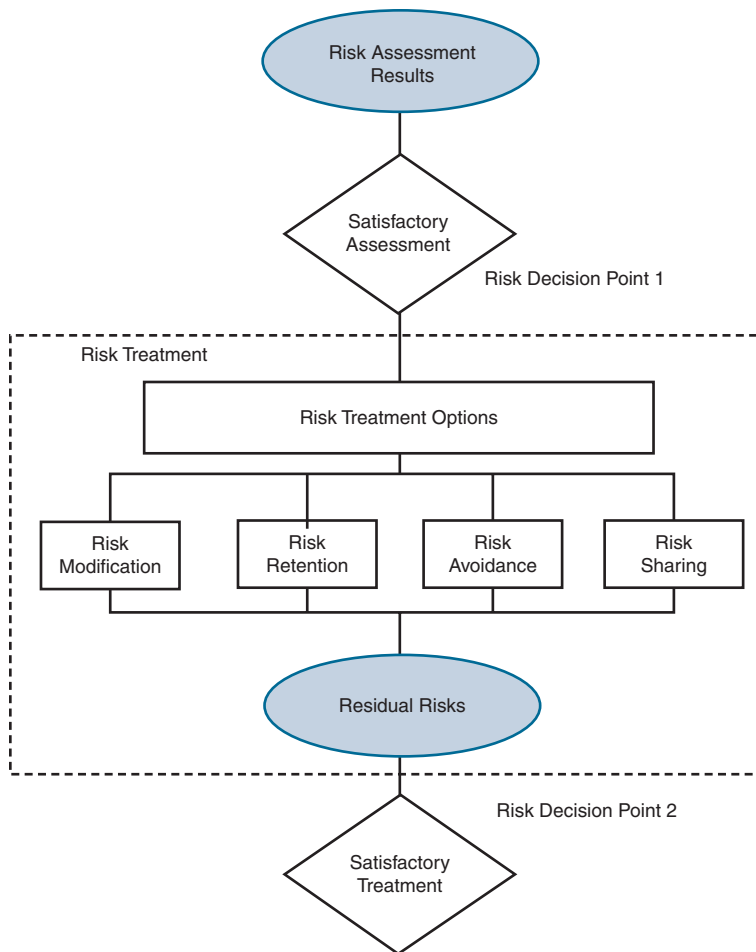 Risk Assessment
Results
Satisfactory
Assessment
Risk Decision Point 1
Risk Treatment
Risk Treatment Options
Risk
Modification
Risk
Retention
Risk
Avoidance
Risk
Sharing
Residual Risks
Risk Decision Point 2
Satisfactory
Treatment